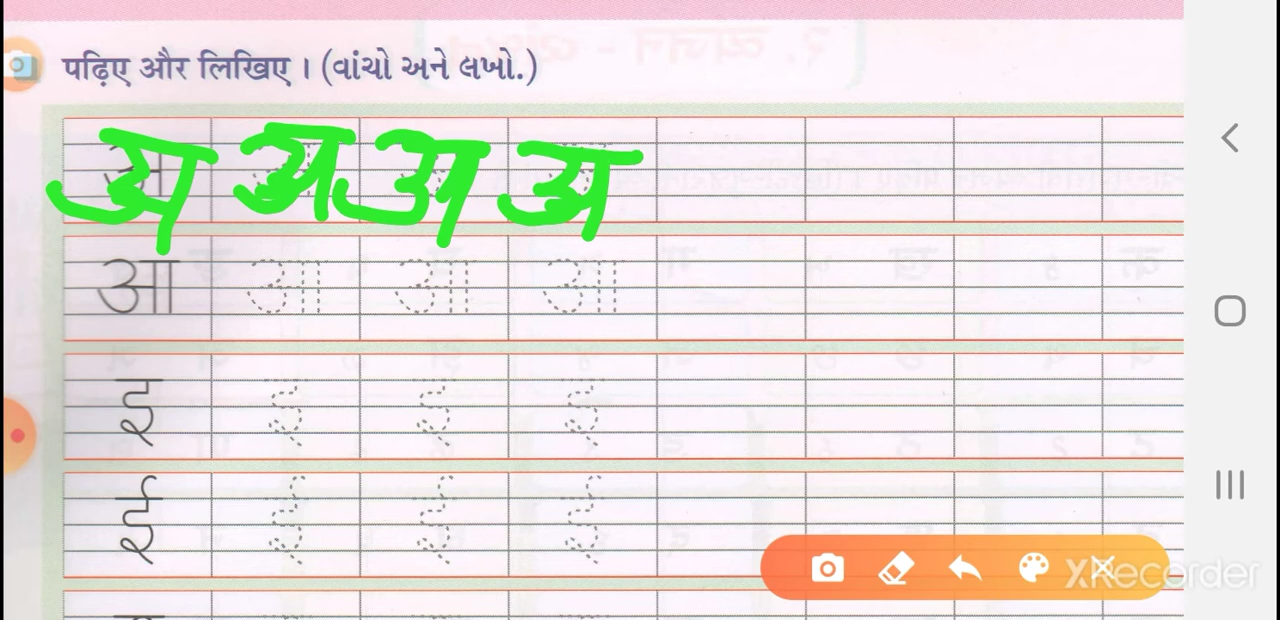 पढ़िए और लिखिए । (વાંચો અને લખો.)
अ अ अ अ
आ आ आ आ
इ इ इ इ
ई ई ई ई
XRecorder